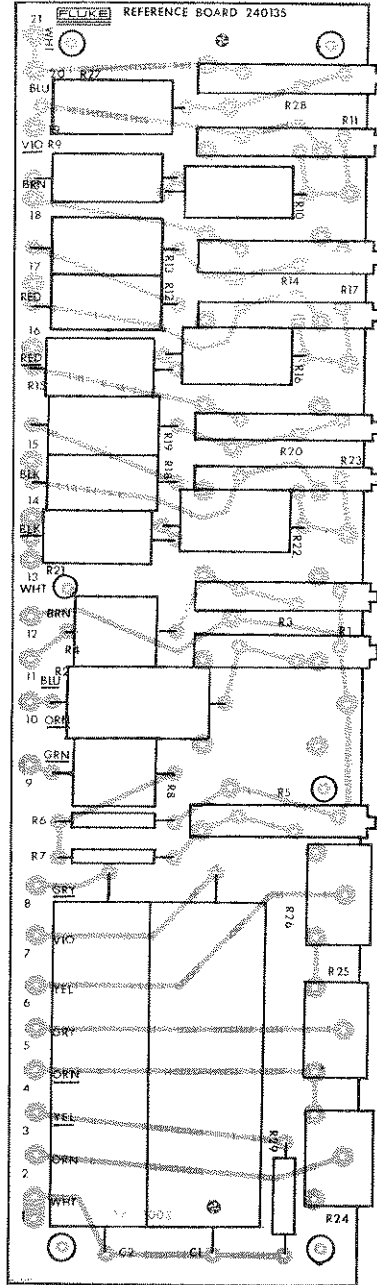 FLUKE REFERENCE BOARD 240135
21
WHT
20 R27
BLU
R28
R11
VIO R9
BRN
R10
18
R13
17
R12
R14
R17
RED
16
RED
R16
R15
R19
15
R18
R20
R23
BLK
14
BLK
R22
13
R21
WHT
BRN
R3
R1
12
R4
11
R2
BLU
10
ORN
GRN
9
R8
R5
R6
R7
GRY
8
R26
VIO
7
YEL
6
R25
GRY
5
ORN
4
YEL
3
R29
ORN
2
WHT
R24
1
C2
C1